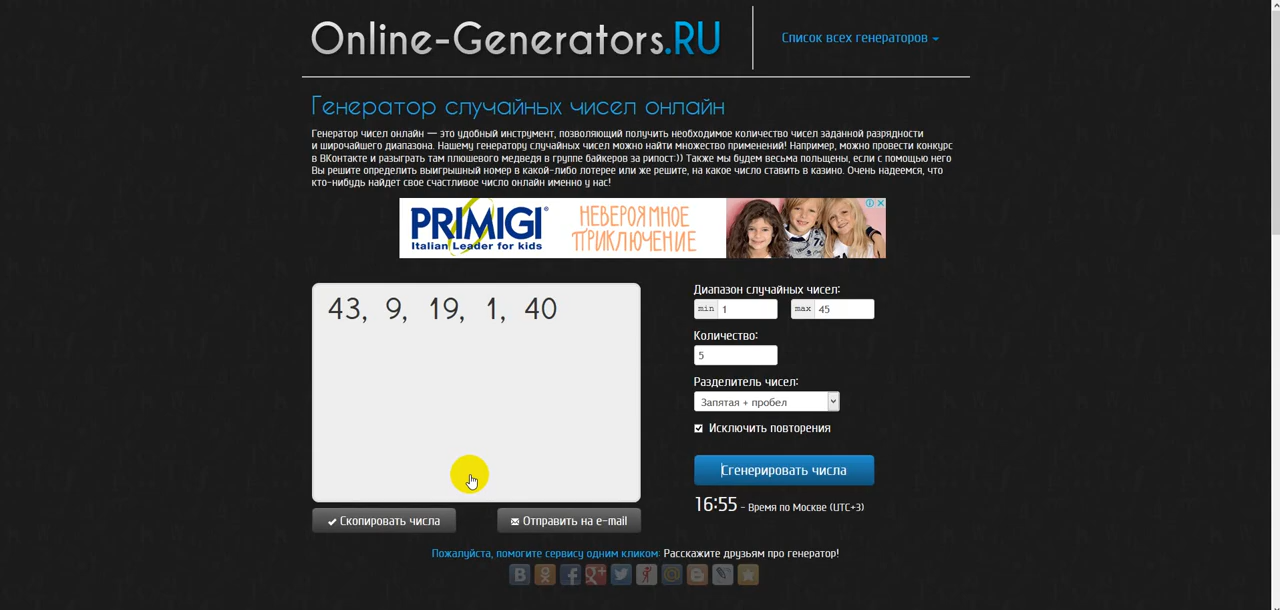 Online-Generators.RU
Список всех генераторов
Генератор случайных чисел онлайн
Генератор чисел онлайн — это удобный инструмент, позволяющий получить необходимое количество чисел заданной разрядности
и широчайшего диапазона. Нашему генератору случайных чисел можно найти множество применений! Например, можно провести конкурс
в ВКонтакте и разыграть там плюшевого медведя в группе байкеров за рипост:)) Также мы будем весьма польщены, если с помощью него
Вы решите определить выигрышный номер в какой-либо лотерее или же решите, на какое число ставить в казино. Очень надеемся, что
кто-нибудь найдет свое счастливое число онлайн именно у нас!
PRIMIGI®
Italian Leader for kids
НЕВЕРОЯМНОЕ
ПРИКЛЮЧЕНИЕ
43, 9, 19, 1, 40
Диапазон случайных чисел:
min 1 max 45
Количество:
5
Разделитель чисел:
Запятая + пробел
Исключить повторения
Сгенерировать числа
16:55 - Время по Москве (UTC+3)
Скопировать числа
Отправить на e-mail
Пожалуйста, помогите сервису одним кликом: Расскажите друзьям про генератор!